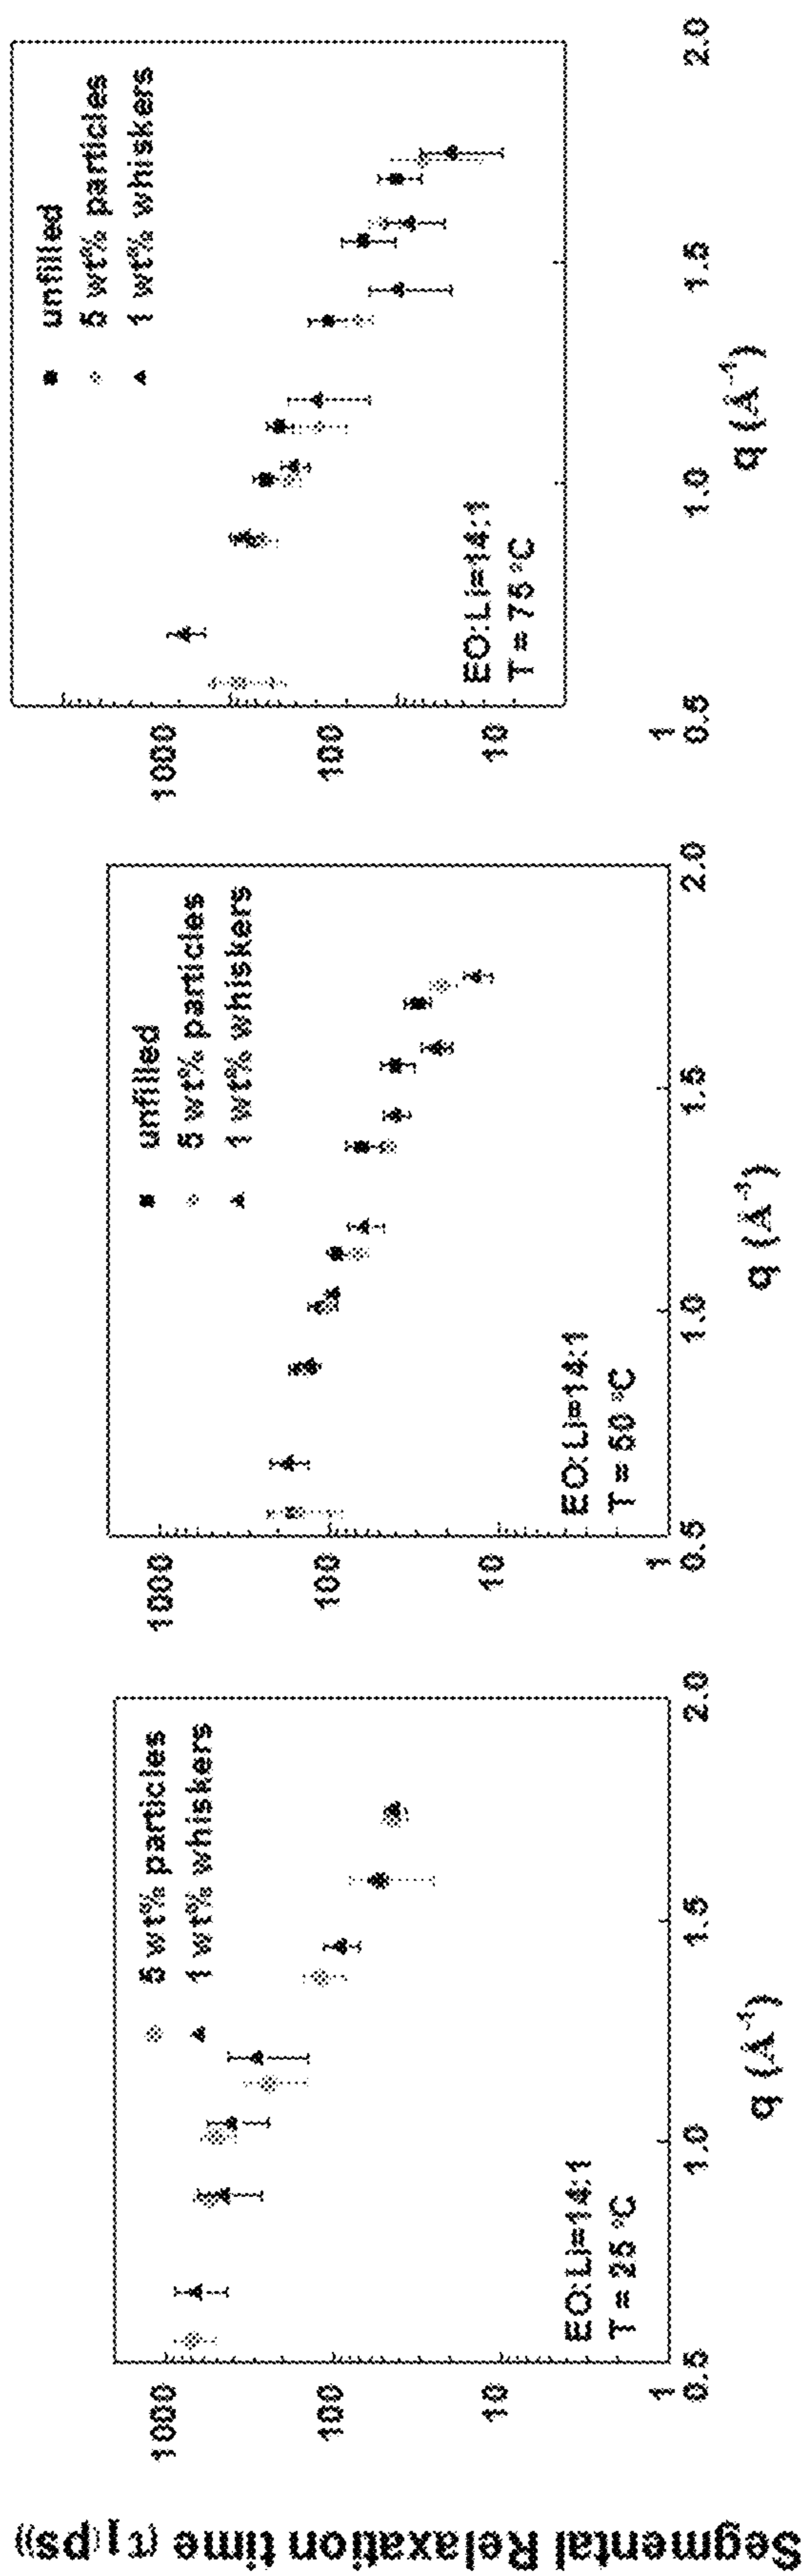 Segmental Relaxation time (τ₁(ps))
5 wt% particles
1 wt% whiskers
EO:Li=14:1
T = 25 °C
1000
100
10
1
0.5
1.0
1.5
2.0
q (Å⁻¹)
unfilled
5 wt% particles
1 wt% whiskers
EO:Li=14:1
T = 50 °C
1000
100
10
1
0.5
1.0
1.5
2.0
q (Å⁻¹)
unfilled
5 wt% particles
1 wt% whiskers
EO:Li=14:1
T = 75 °C
1000
100
10
1
0.5
1.0
1.5
2.0
q (Å⁻¹)